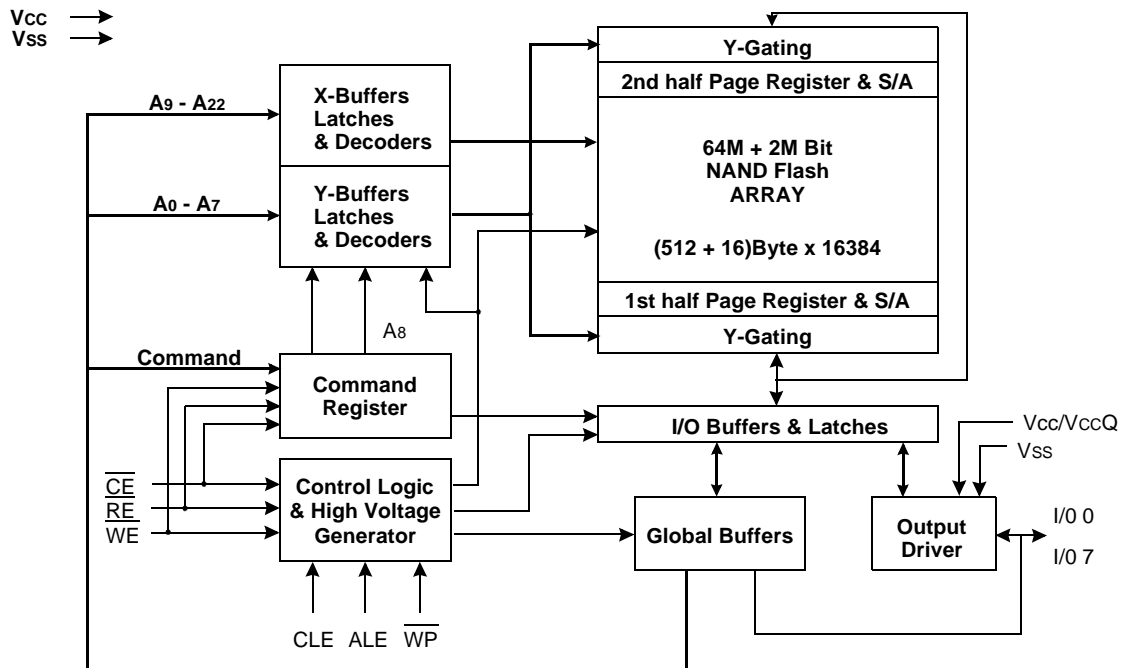 VCC
VSS
A9 - A22
X-Buffers
Latches
& Decoders
A0 - A7
Y-Buffers
Latches
& Decoders
Y-Gating
2nd half Page Register & S/A
64M + 2M Bit
NAND Flash
ARRAY
(512 + 16)Byte x 16384
1st half Page Register & S/A
Y-Gating
A8
Command
Command
Register
I/O Buffers & Latches
Vcc/VCCQ
VSS
CE
RE
WE
Control Logic
& High Voltage
Generator
Global Buffers
Output
Driver
I/0 0
I/0 7
CLE
ALE
WP